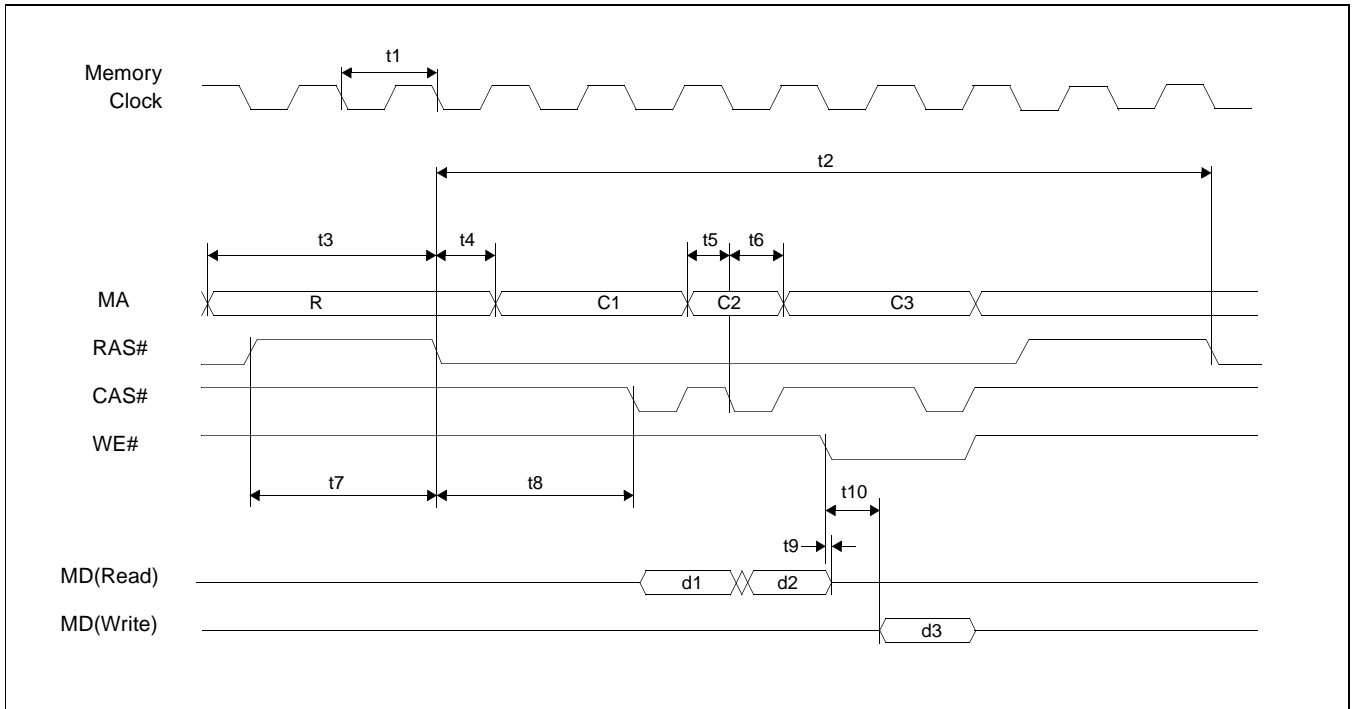 t1
Memory
Clock
t2
t3 t4 t5 t6
MA R C1 C2 C3
RAS#
CAS#
WE#
t7 t8 t10
t9
MD(Read) d1 d2
MD(Write) d3